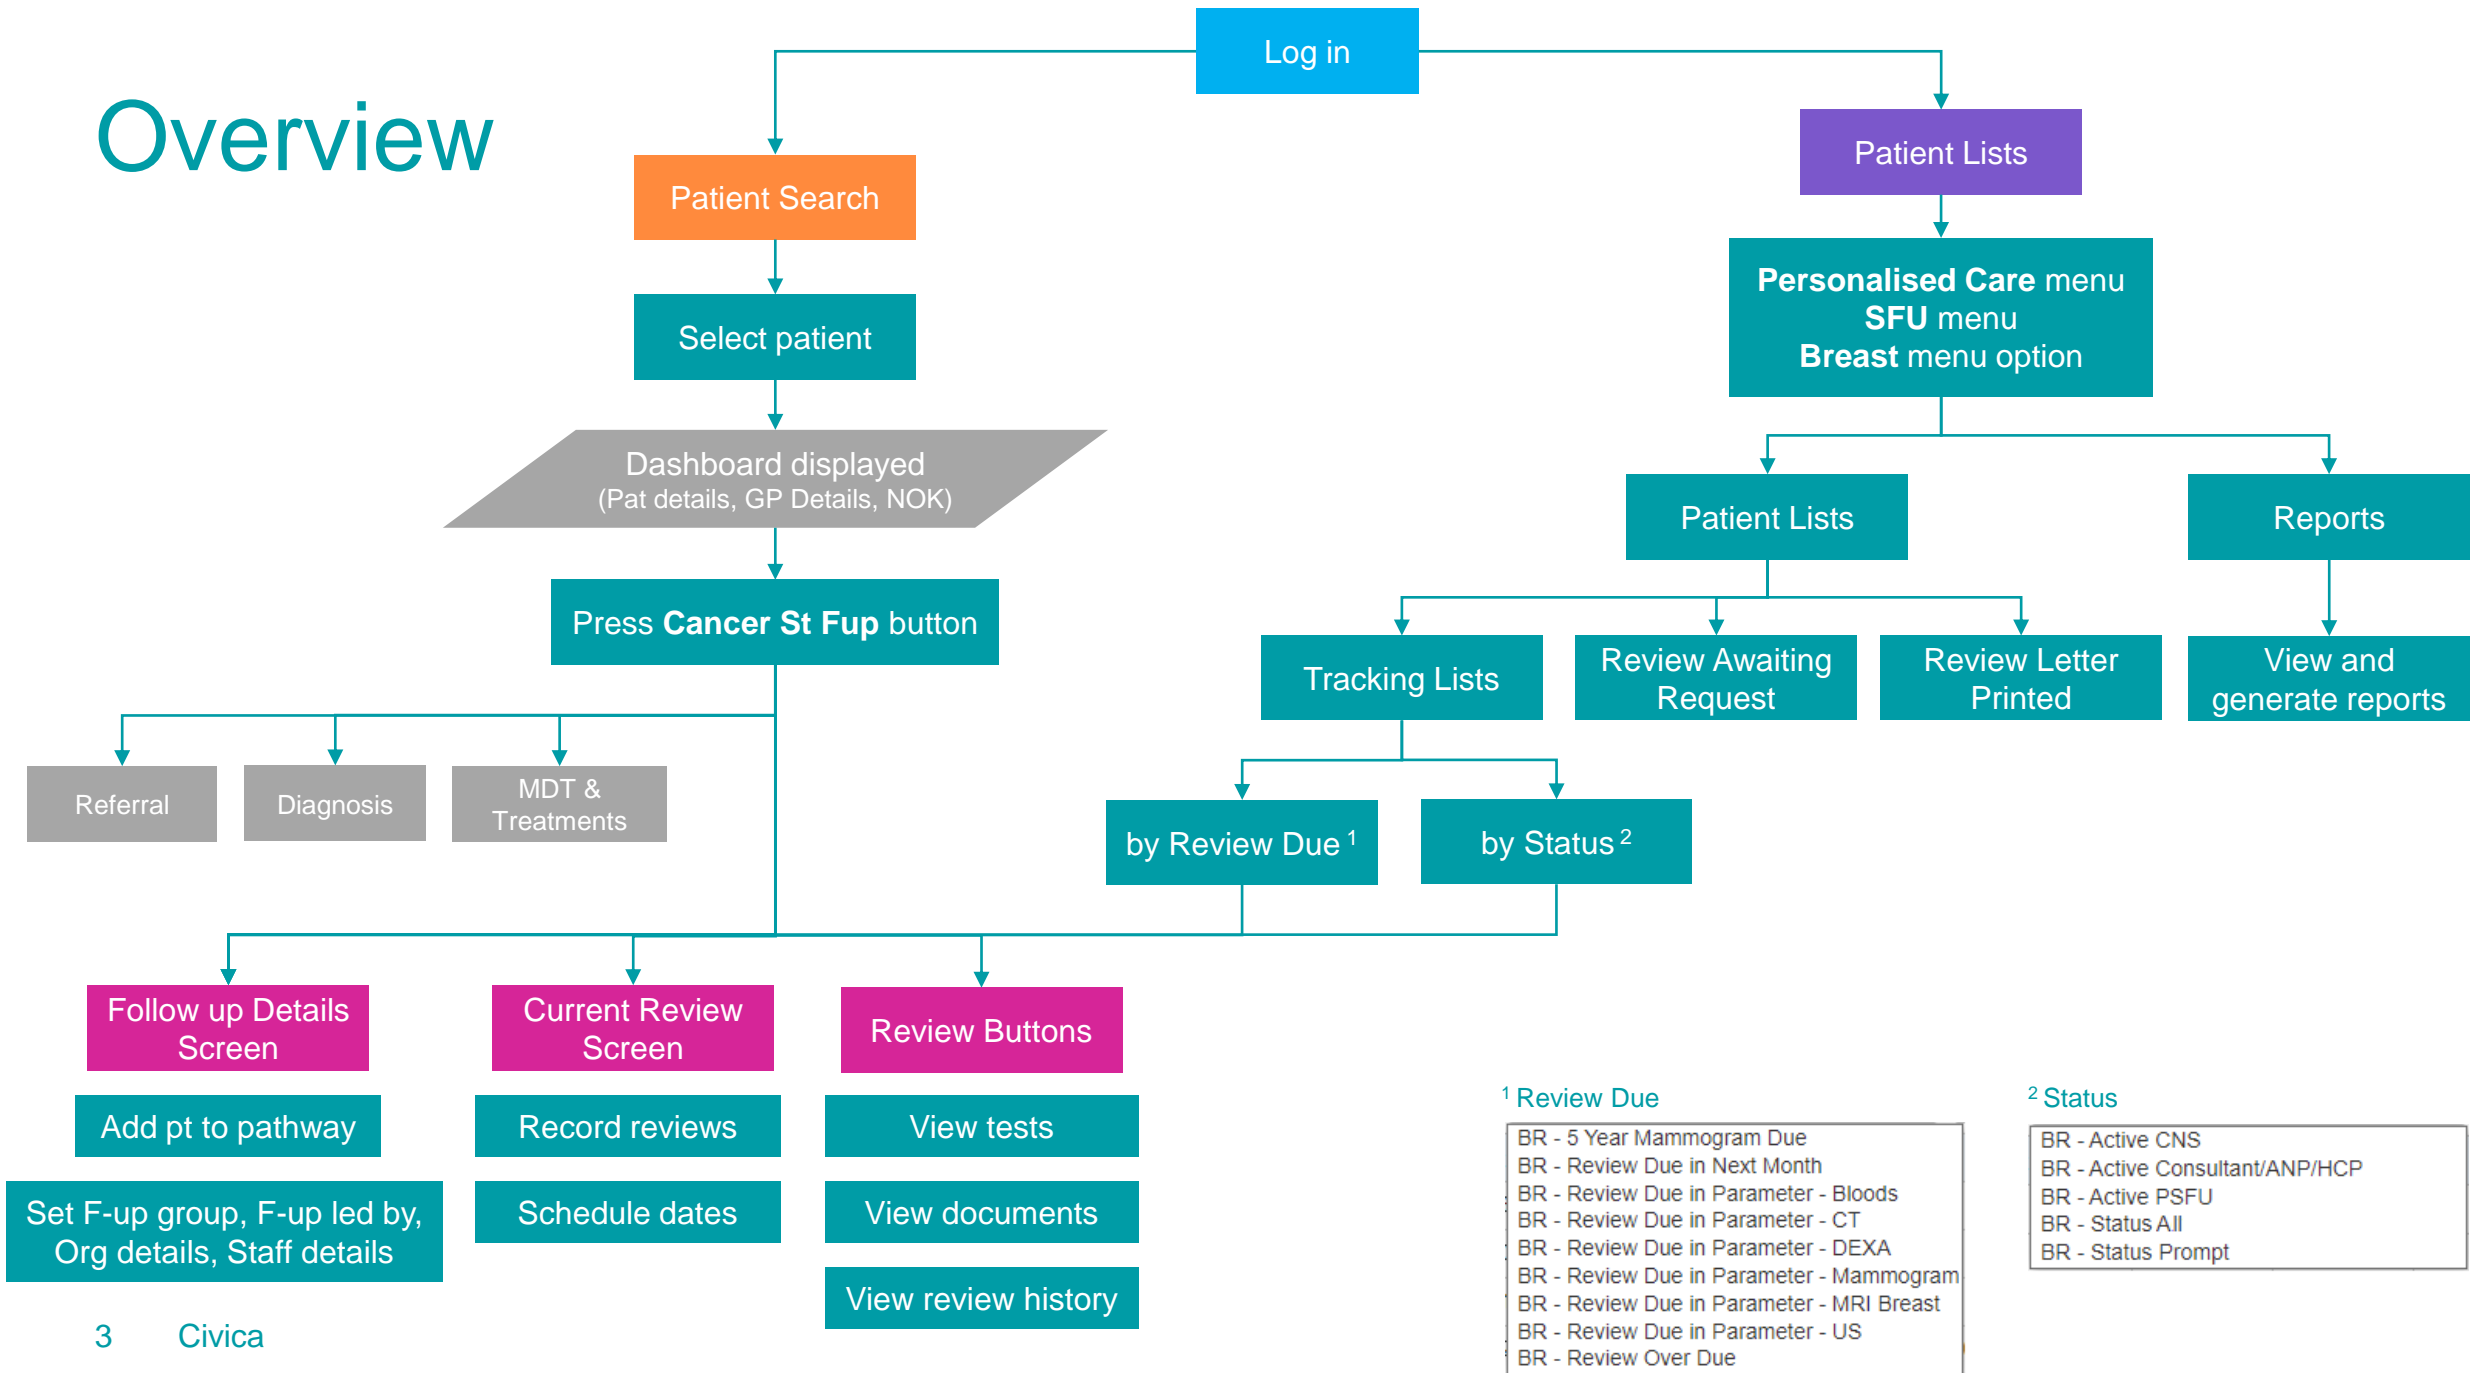 Overview
Log in
Patient Search
Patient Lists
Select patient
Personalised Care menu
SFU menu
Breast menu option
Dashboard displayed
(Pat details, GP Details, NOK)
Patient Lists
Reports
Press Cancer St Fup button
Tracking Lists
Review Awaiting
Request
Review Letter
Printed
View and
generate reports
Referral
Diagnosis
MDT &
Treatments
by Review Due 1
by Status 2
Follow up Details
Screen
Current Review
Screen
Review Buttons
Add pt to pathway
Record reviews
View tests
Set F-up group, F-up led by,
Org details, Staff details
Schedule dates
View documents
View review history
1 Review Due
BR - 5 Year Mammogram Due
BR - Review Due in Next Month
BR - Review Due in Parameter - Bloods
BR - Review Due in Parameter - CT
BR - Review Due in Parameter - DEXA
BR - Review Due in Parameter - Mammogram
BR - Review Due in Parameter - MRI Breast
BR - Review Due in Parameter - US
BR - Review Over Due
2 Status
BR - Active CNS
BR - Active Consultant/ANP/HCP
BR - Active PSFU
BR - Status All
BR - Status Prompt
3 Civica